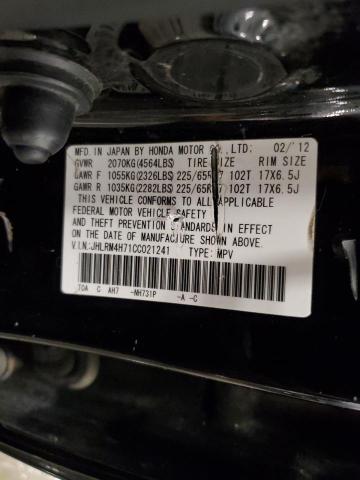 MFD. IN JAPAN BY HONDA MOTOR CO.,LTD: 02/'12
GVWR 2070KG(4564LBS) TIRE SIZE RIM SIZE
GAWR F 1055KG(2326LBS) 225/65R17 102T 17X6.5J
GAWR R 1035KG(2282LBS) 225/65R17 102T 17X6.5J
THIS VEHICLE CONFORMS TO ALL APPLICABLE
FEDERAL MOTOR VEHICLE SAFETY
AND THEFT PREVENTION STANDARDS IN EFFECT
ON THE DATE OF MANUFACTURE SHOWN ABOVE.
V.I.N.:JHLRM4H71CC021241 TYPE: MPV
T0A C AH7 -NH731P -A -C